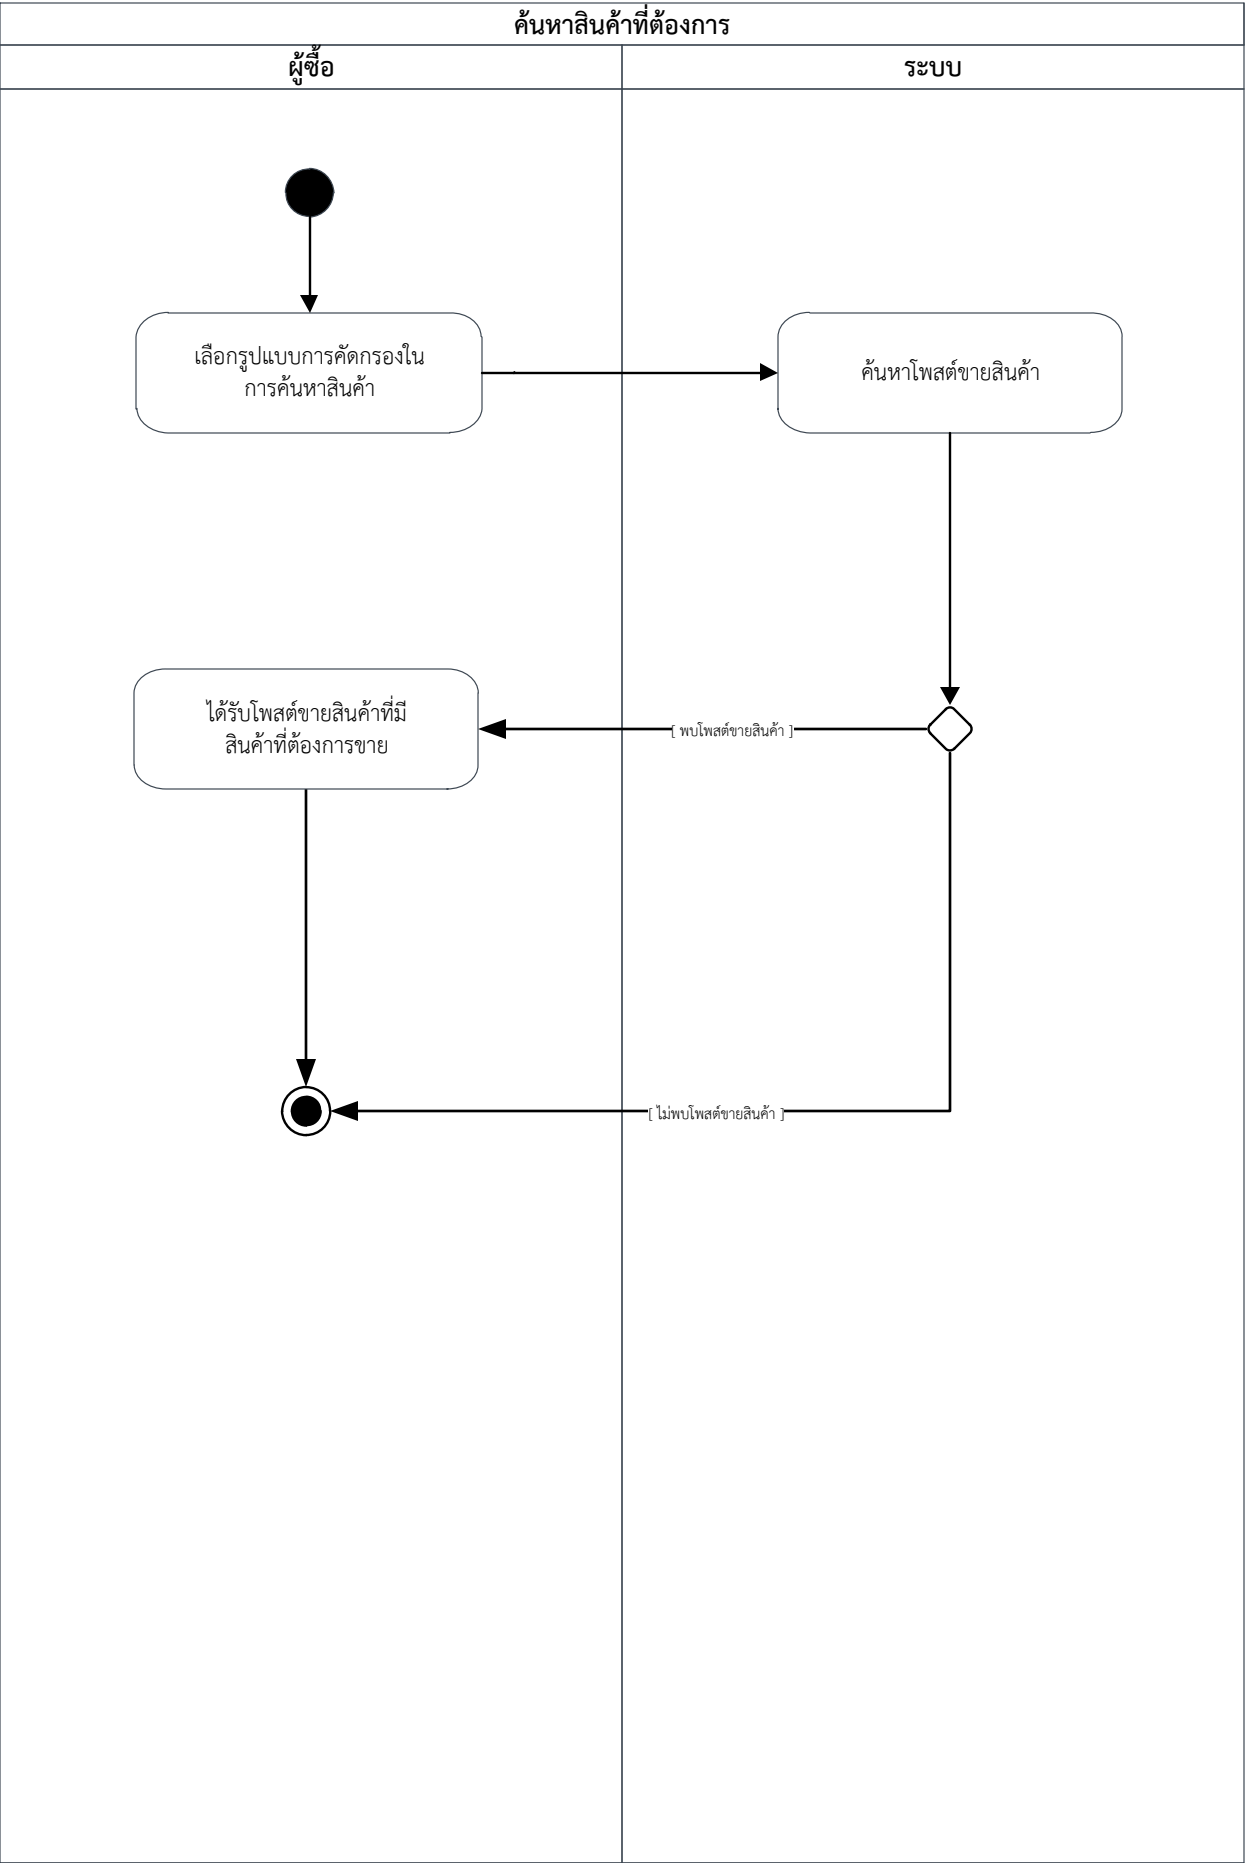 ค้นหาสินค้าที่ต้องการ
ผู้ซื้อ
ระบบ
เลือกรูปแบบการคัดกรองใน
การค้นหาสินค้า
ค้นหาโพสต์ขายสินค้า
ได้รับโพสต์ขายสินค้าที่มี
สินค้าที่ต้องการขาย
[ พบโพสต์ขายสินค้า ]
[ ไม่พบโพสต์ขายสินค้า ]